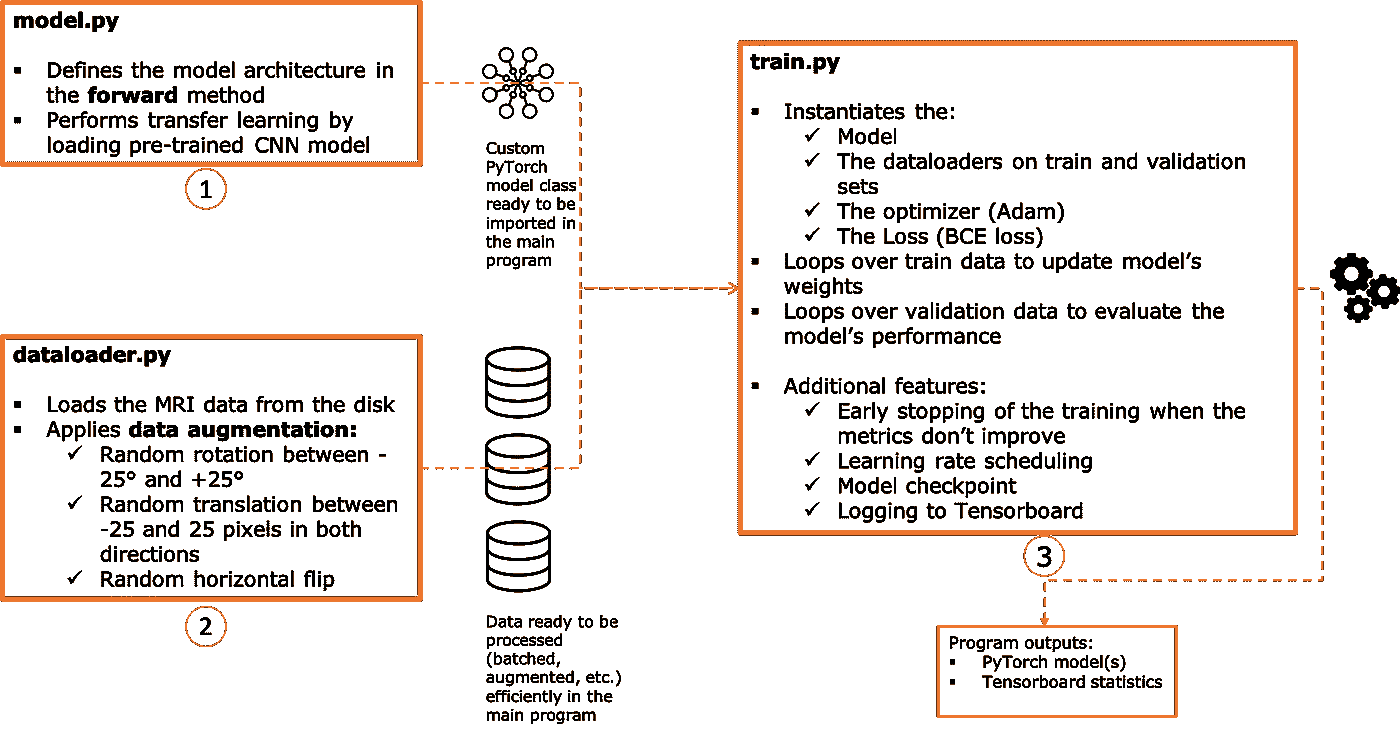 model.py
▪ Defines the model architecture in
the forward method
▪ Performs transfer learning by
loading pre-trained CNN model
1
Custom
PyTorch
model class
ready to be
imported in
the main
program
dataloader.py
▪ Loads the MRI data from the disk
▪ Applies data augmentation:
✓ Random rotation between -
25° and +25°
✓ Random translation between
-25 and 25 pixels in both
directions
✓ Random horizontal flip
2
Data ready to be
processed
(batched,
augmented, etc.)
efficiently in the
main program
train.py
▪ Instantiates the:
✓ Model
✓ The dataloaders on train and validation
sets
✓ The optimizer (Adam)
✓ The Loss (BCE loss)
▪ Loops over train data to update model’s
weights
▪ Loops over validation data to evaluate the
model’s performance
▪ Additional features:
✓ Early stopping of the training when the
metrics don’t improve
✓ Learning rate scheduling
✓ Model checkpoint
✓ Logging to Tensorboard
3
Program outputs:
▪ PyTorch model(s)
▪ Tensorboard statistics